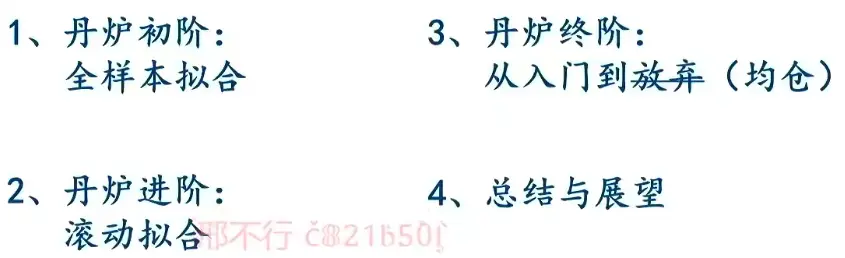 1、丹炉初阶：
全样本拟合
2、丹炉进阶：
滚动拟合
3、丹炉终阶：
从入门到放弃（均仓）
4、总结与展望
邢不行